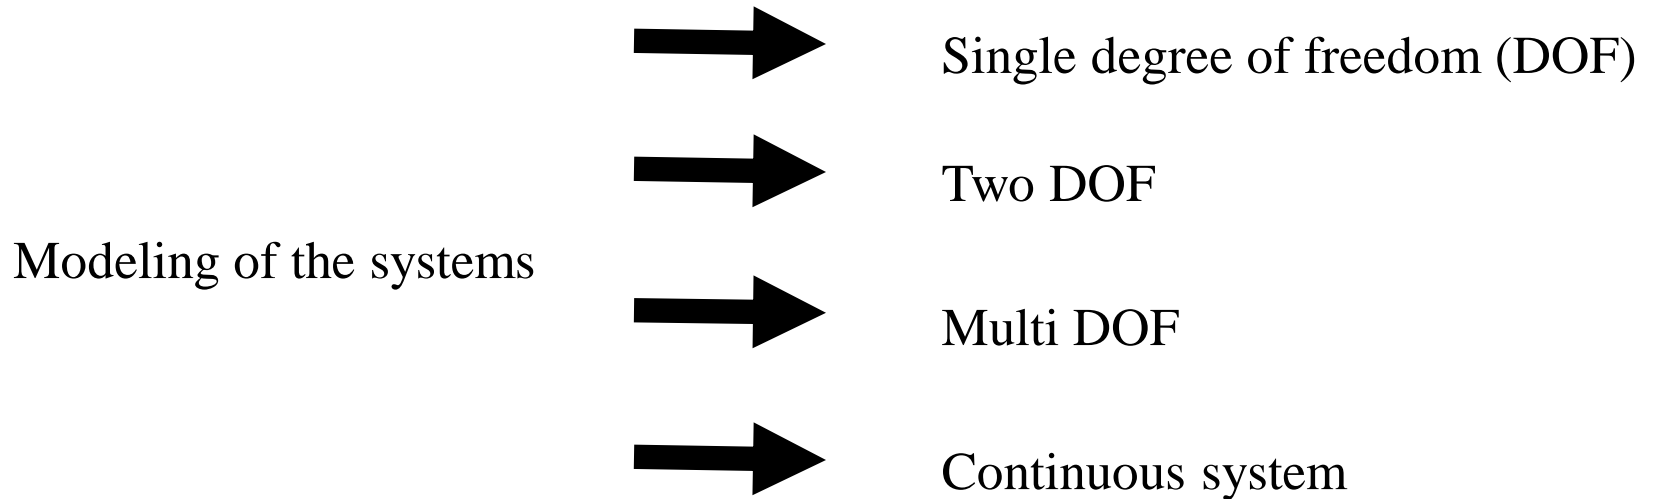 Single degree of freedom (DOF)
Two DOF
Modeling of the systems
Multi DOF
Continuous system